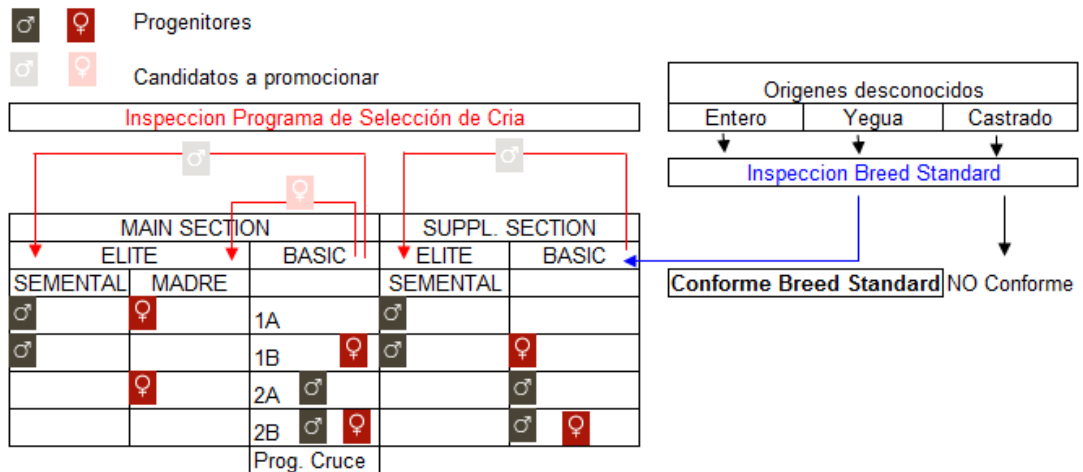 Progenitores
Candidatos a promocionar
Inspeccion Programa de Selección de Cria
Origenes desconocidos
Entero Yegua Castrado
Inspeccion Breed Standard
MAIN SECTION SUPPL. SECTION
ELITE BASIC ELITE BASIC
SEMENTAL MADRE SEMENTAL
Conforme Breed Standard NO Conforme
1A
1B
2A
2B
Prog. Cruce